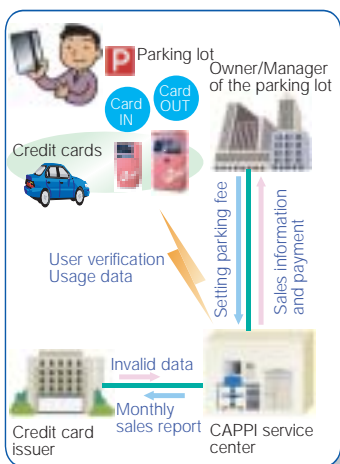 P Parking lot
Card
IN
Card
OUT
Owner/Manager
of the parking lot
Credit cards
User verification
Usage data
Setting parking fee
Sales information
and payment
Invalid data
Monthly
sales report
Credit card
issuer
CAPPI service
center